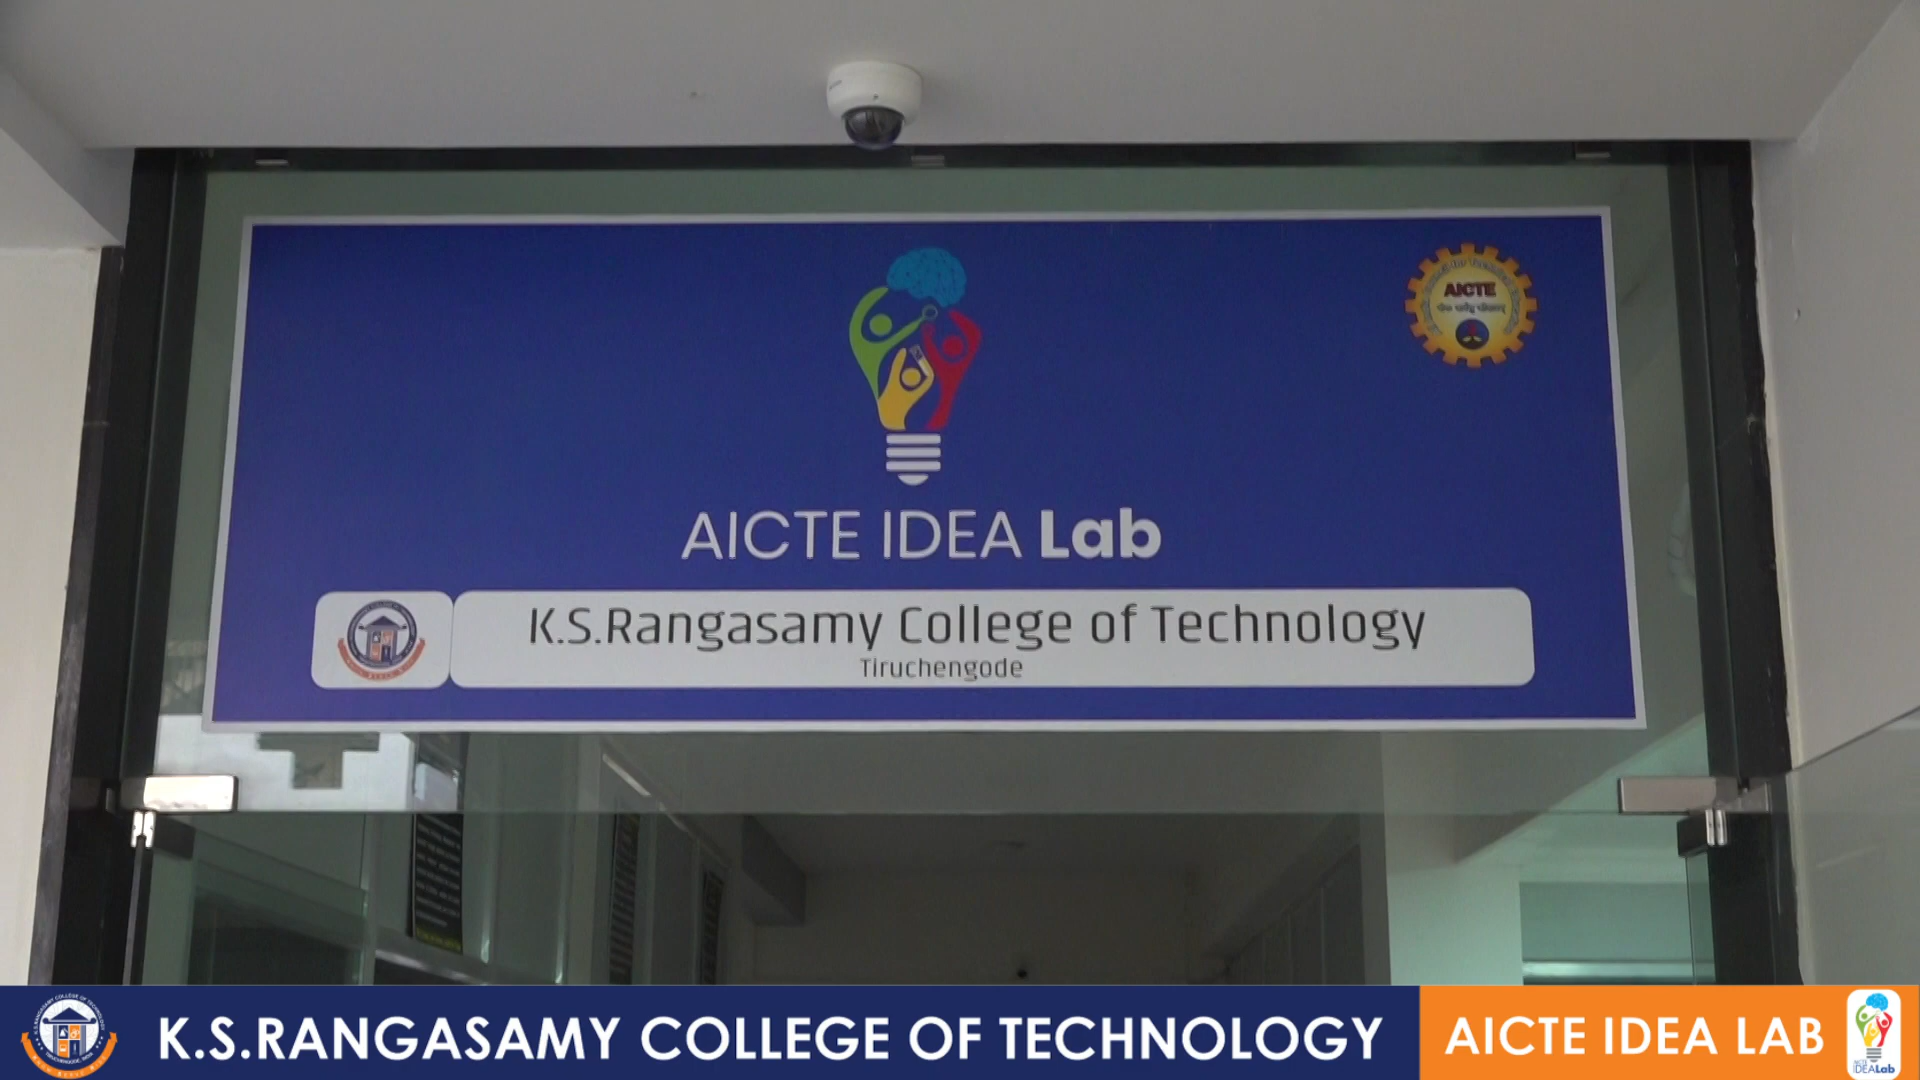 AICTE
AICTE IDEA Lab
K.S.Rangasamy College of Technology
Tiruchengode
K.S.RANGASAMY COLLEGE OF TECHNOLOGY
AICTE IDEA LAB
IDEALab